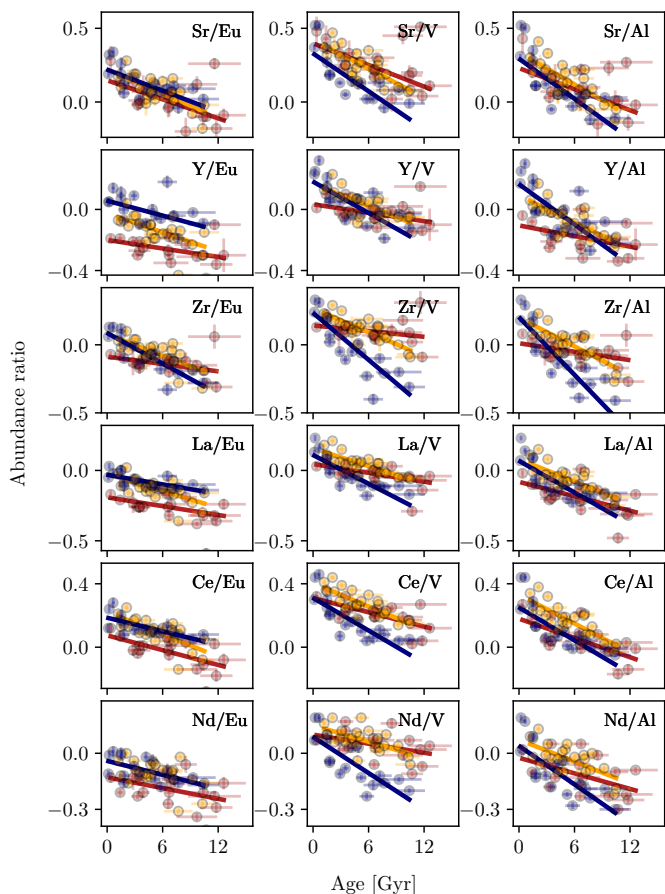 Sr/Eu Sr/V Sr/Al
0.5 0.5
0.0 0.0 0.0
Y/Eu Y/V Y/Al
0.0 0.0 0.0
−0.4 −0.4 −0.4
Zr/Eu Zr/V Zr/Al
0.0 0.0 0.0
−0.5 −0.5 −0.5
Abundance ratio
La/Eu La/V La/Al
0.0 0.0 0.0
−0.5 −0.5 −0.5
Ce/Eu Ce/V Ce/Al
0.4 0.4 0.4
0.0 0.0 0.0
Nd/Eu Nd/V Nd/Al
0.0 0.0 0.0
−0.3 −0.3 −0.3
0 6 12 0 6 12 0 6 12
Age [Gyr]